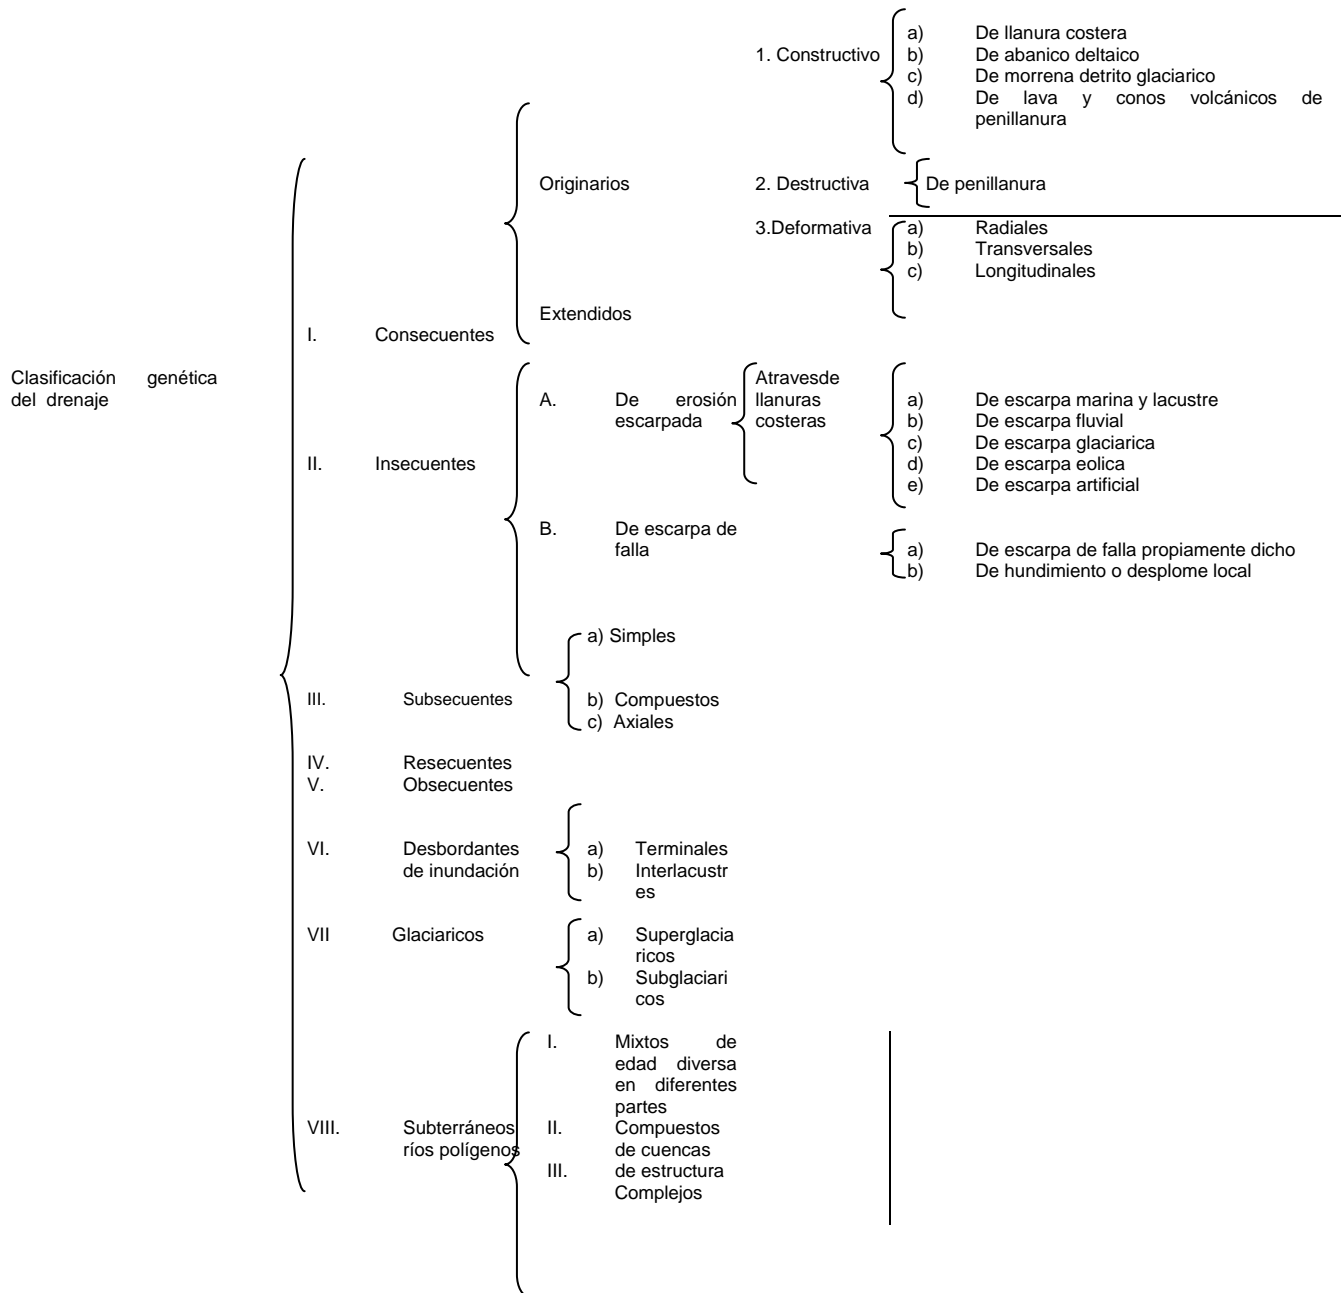 a) De llanura costera
1. Constructivo
b) De abanico deltaico
c) De morrena detrito glaciarico
d) De lava y conos volcánicos de
penillanura
Originarios
2. Destructiva
De penillanura
3.Deformativa
a) Radiales
b) Transversales
c) Longitudinales
Extendidos
I. Consecuentes
Clasificación genética
del drenaje
A. De erosión
escarpada
Atravesde
llanuras
costeras
a) De escarpa marina y lacustre
b) De escarpa fluvial
c) De escarpa glaciarica
d) De escarpa eolica
e) De escarpa artificial
II. Insecuentes
B. De escarpa de
falla
a) De escarpa de falla propiamente dicho
b) De hundimiento o desplome local
a) Simples
III. Subsecuentes
b) Compuestos
c) Axiales
IV. Resecuentes
V. Obsecuentes
VI. Desbordantes
de inundación
a) Terminales
b) Interlacustr
es
VII Glaciaricos
a) Superglacia
ricos
b) Subglaciari
cos
I. Mixtos de
edad diversa
en diferentes
partes
VIII. Subterráneos
ríos polígenos
II. Compuestos
de cuencas
III. de estructura
Complejos